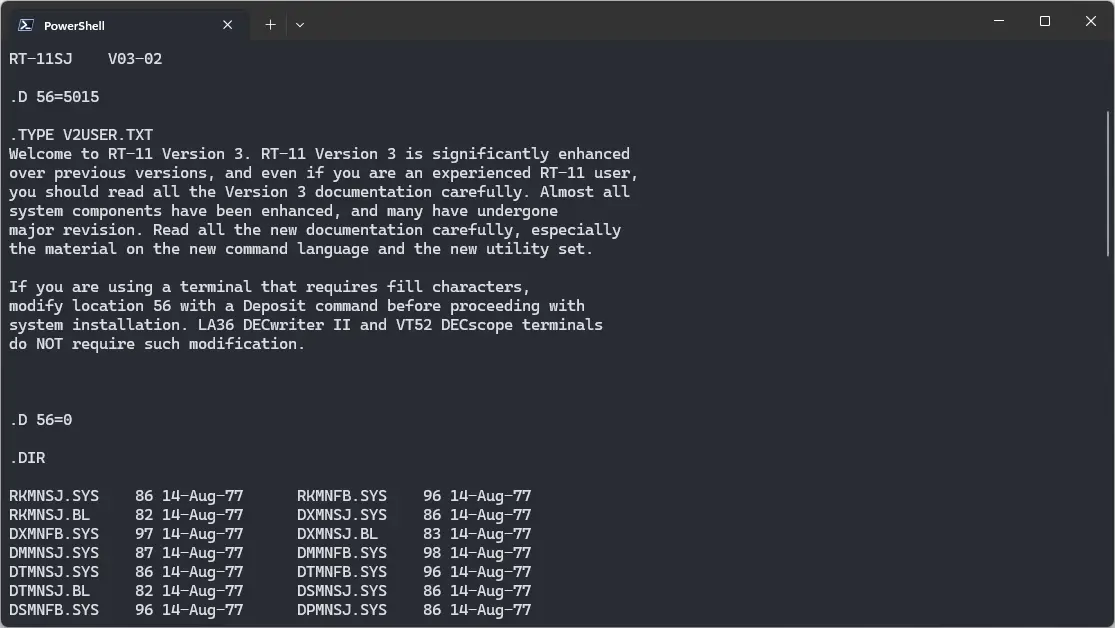 PowerShell
RT-11SJ    V03-02
.D 56=5015
.TYPE V2USER.TXT
Welcome to RT-11 Version 3. RT-11 Version 3 is significantly enhanced
over previous versions, and even if you are an experienced RT-11 user,
you should read all the Version 3 documentation carefully. Almost all
system components have been enhanced, and many have undergone
major revision. Read all the new documentation carefully, especially
the material on the new command language and the new utility set.
If you are using a terminal that requires fill characters,
modify location 56 with a Deposit command before proceeding with
system installation. LA36 DECwriter II and VT52 DECscope terminals
do NOT require such modification.
.D 56=0
.DIR
RKMNSJ.SYS    86 14-Aug-77      RKMNFB.SYS    96 14-Aug-77
RKMNSJ.BL     82 14-Aug-77      DXMNSJ.SYS    86 14-Aug-77
DXMNFB.SYS    97 14-Aug-77      DXMNSJ.BL     83 14-Aug-77
DMMNSJ.SYS    87 14-Aug-77      DMMNFB.SYS    98 14-Aug-77
DTMNSJ.SYS    86 14-Aug-77      DTMNFB.SYS    96 14-Aug-77
DTMNSJ.BL     82 14-Aug-77      DSMNSJ.SYS    86 14-Aug-77
DSMNFB.SYS    96 14-Aug-77      DPMNSJ.SYS    86 14-Aug-77